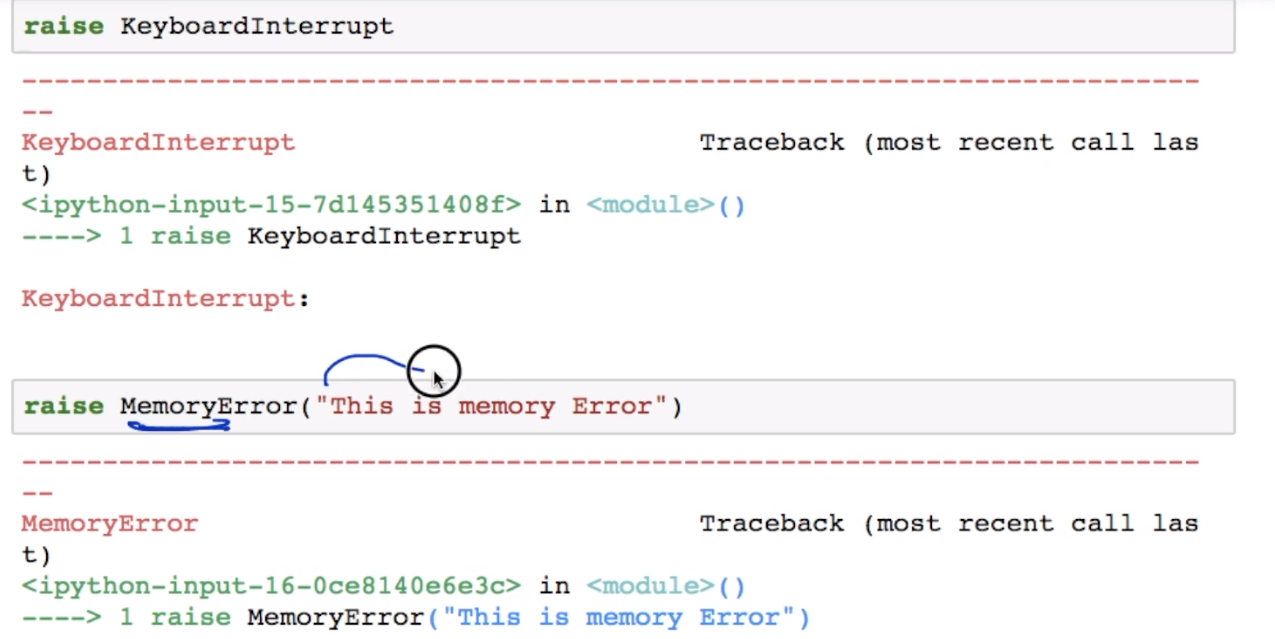 raise KeyboardInterrupt
---------------------------------------------------------------------------
--
KeyboardInterrupt                         Traceback (most recent call las
t)
<ipython-input-15-7d145351408f> in <module>()
----> 1 raise KeyboardInterrupt
KeyboardInterrupt:
raise MemoryError("This is memory Error")
---------------------------------------------------------------------------
--
MemoryError                               Traceback (most recent call las
t)
<ipython-input-16-0ce8140e6e3c> in <module>()
----> 1 raise MemoryError("This is memory Error")